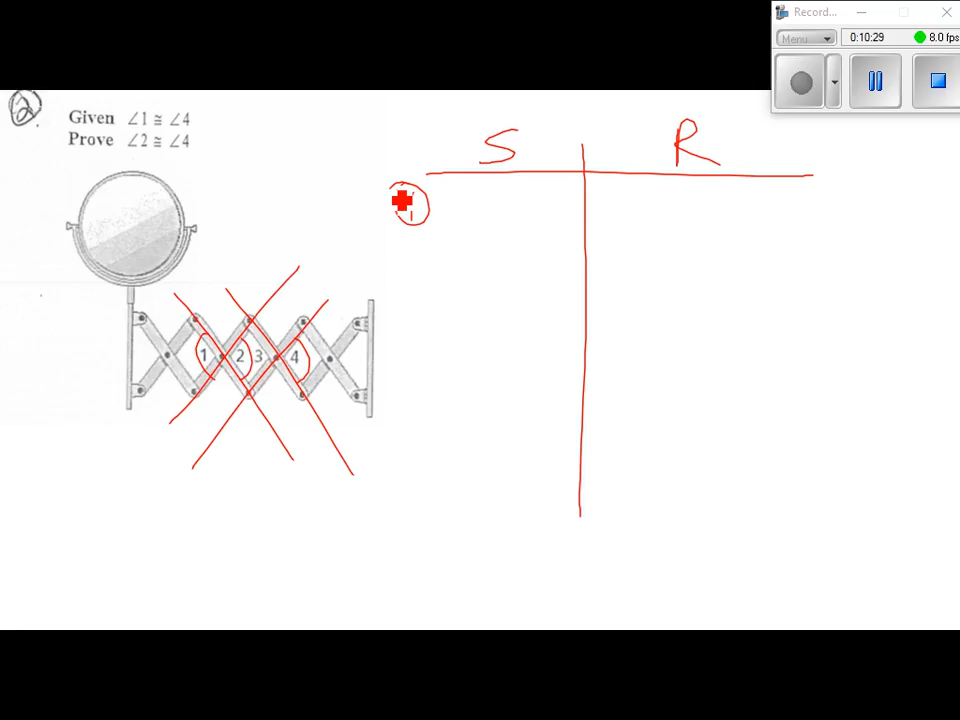 Record...
Menu
0:10:29
8.0 fps
2.
Given ∠1 ≅ ∠4
Prove ∠2 ≅ ∠4
S R
1
1 2 3 4